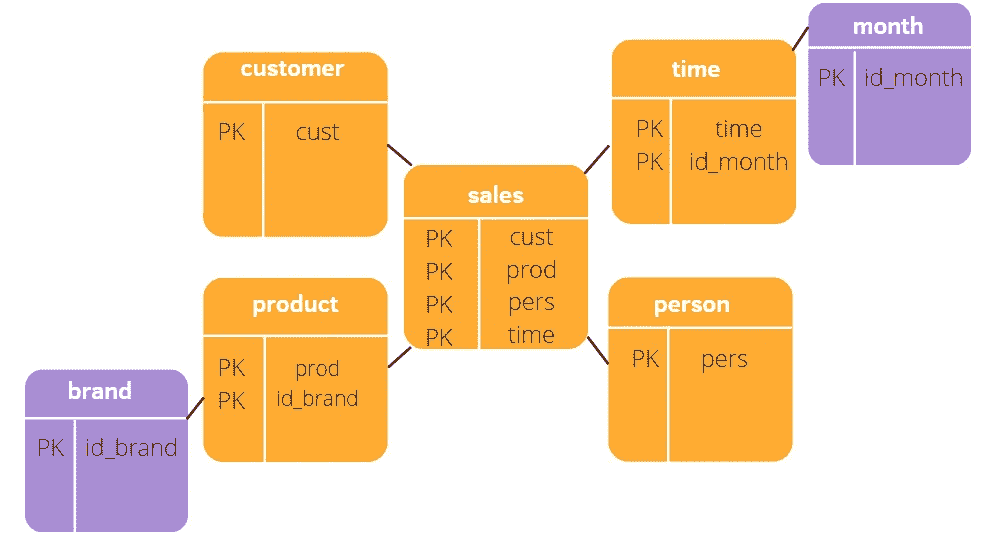 month
PK id_month
customer
PK cust
time
PK time
PK id_month
sales
PK cust
PK prod
PK pers
PK time
product
PK prod
PK id_brand
person
PK pers
brand
PK id_brand